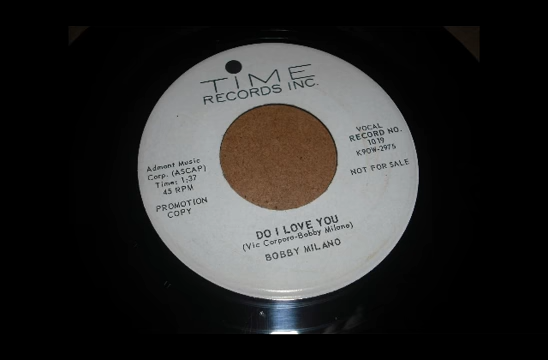 TIME
RECORDS INC.
VOCAL
RECORD NO.
1019
K9OW-2975
NOT FOR SALE
Admont Music
Corp. (ASCAP)
Time: 1:37
45 RPM
PROMOTION
COPY
DO I LOVE YOU
(Vic Corpora-Bobby Milano)
BOBBY MILANO